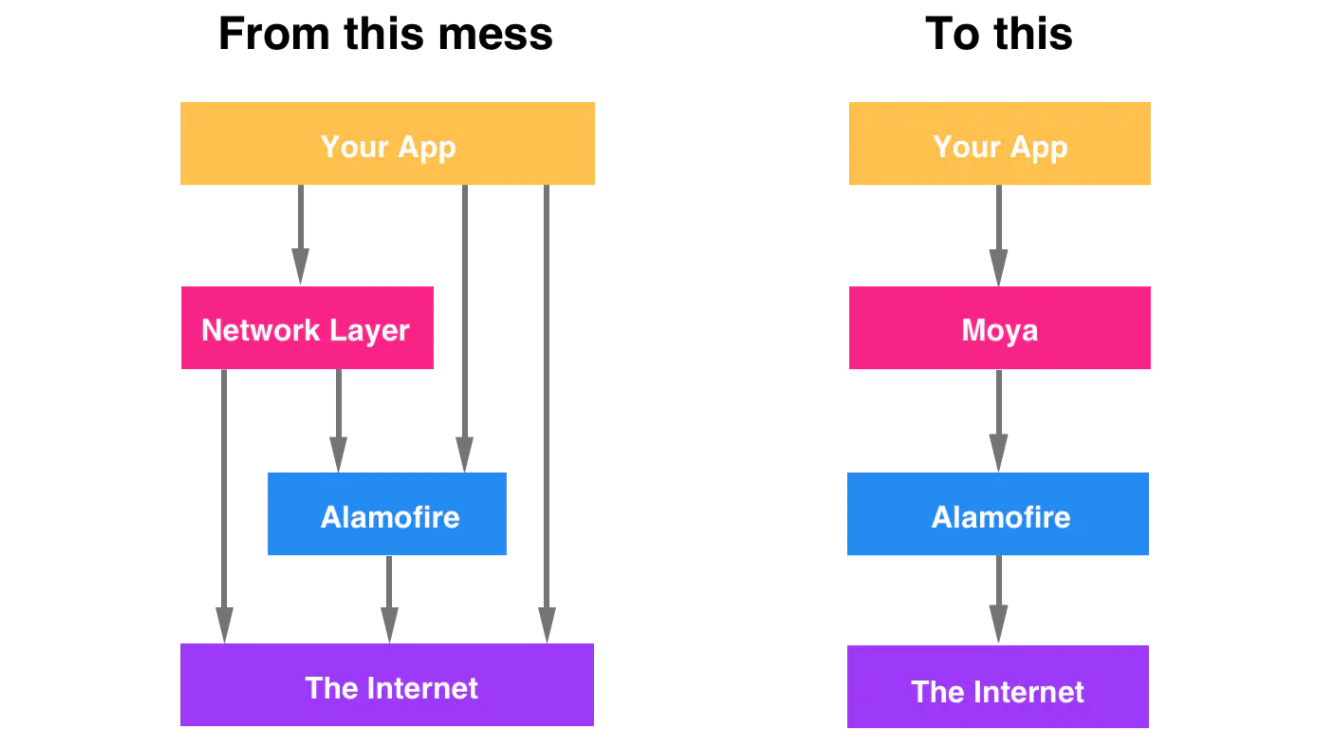 From this mess
Your App
Network Layer
Alamofire
The Internet
To this
Your App
Moya
Alamofire
The Internet